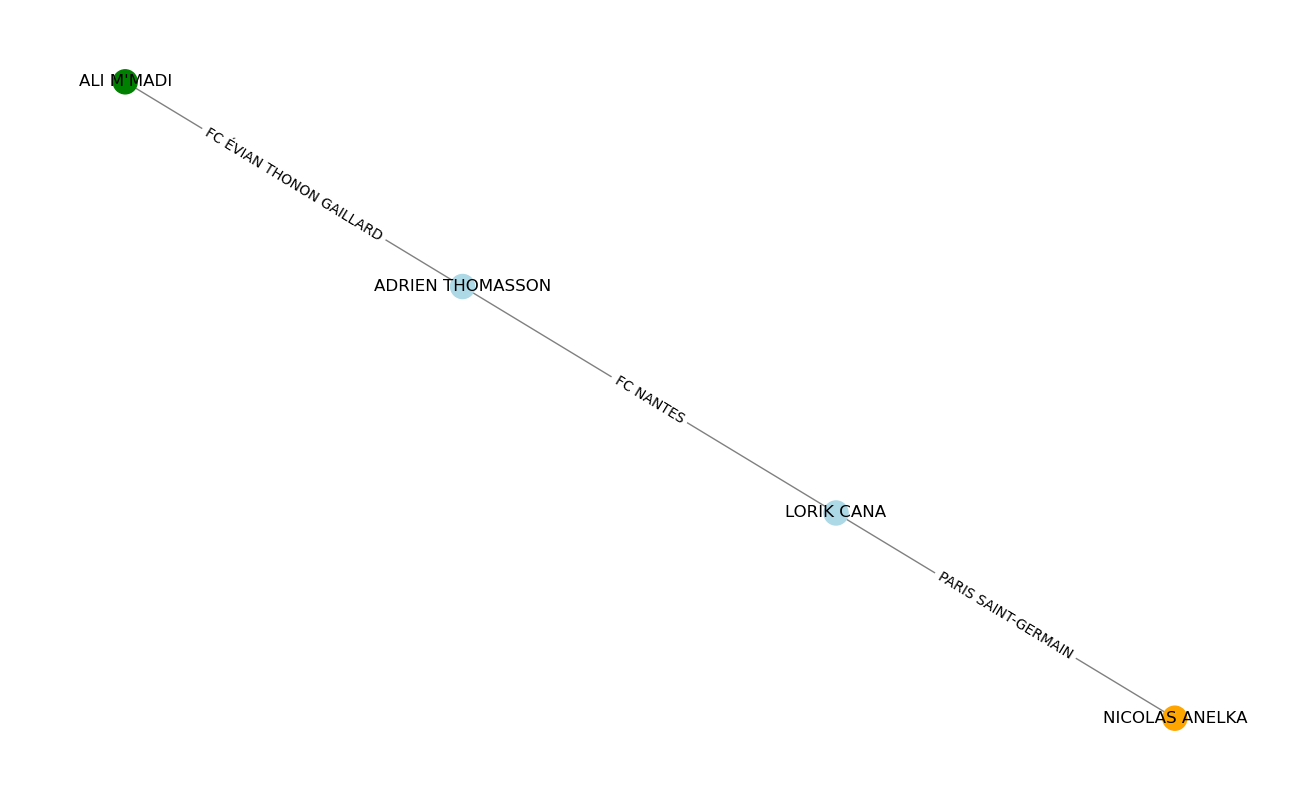 ALI M'MADI
FC ÉVIAN THONON GAILLARD
ADRIEN THOMASSON
FC NANTES
LORIK CANA
PARIS SAINT-GERMAIN
NICOLAS ANELKA